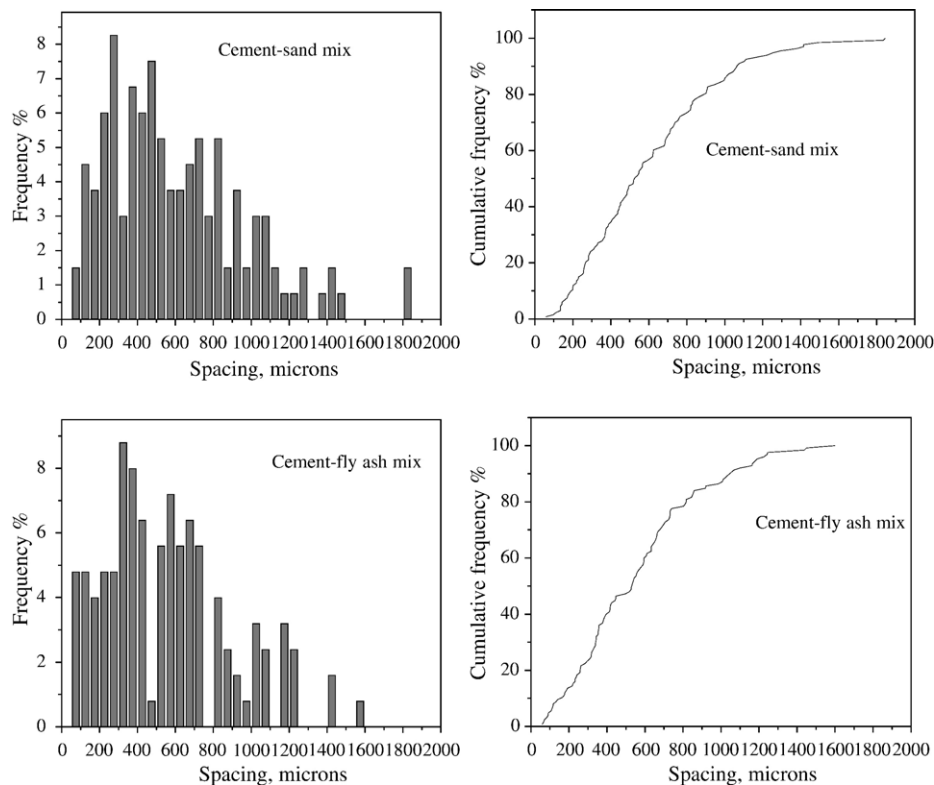 8
7
6
5
4
3
2
1
0
Frequency %
Cement-sand mix
0 200 400 600 800 1000 1200 1400 1600 1800 2000
Spacing, microns
100
80
60
40
20
0
Cumulative frquency %
Cement-sand mix
0 200 400 600 800 1000 1200 1400 1600 1800 2000
Spacing, microns
8
6
4
2
0
Frequency %
Cement-fly ash mix
0 200 400 600 800 1000 1200 1400 1600 1800 2000
Spacing, microns
100
80
60
40
20
0
Cumulative frequency %
Cement-fly ash mix
0 200 400 600 800 1000 1200 1400 1600 1800 2000
Spacing, microns